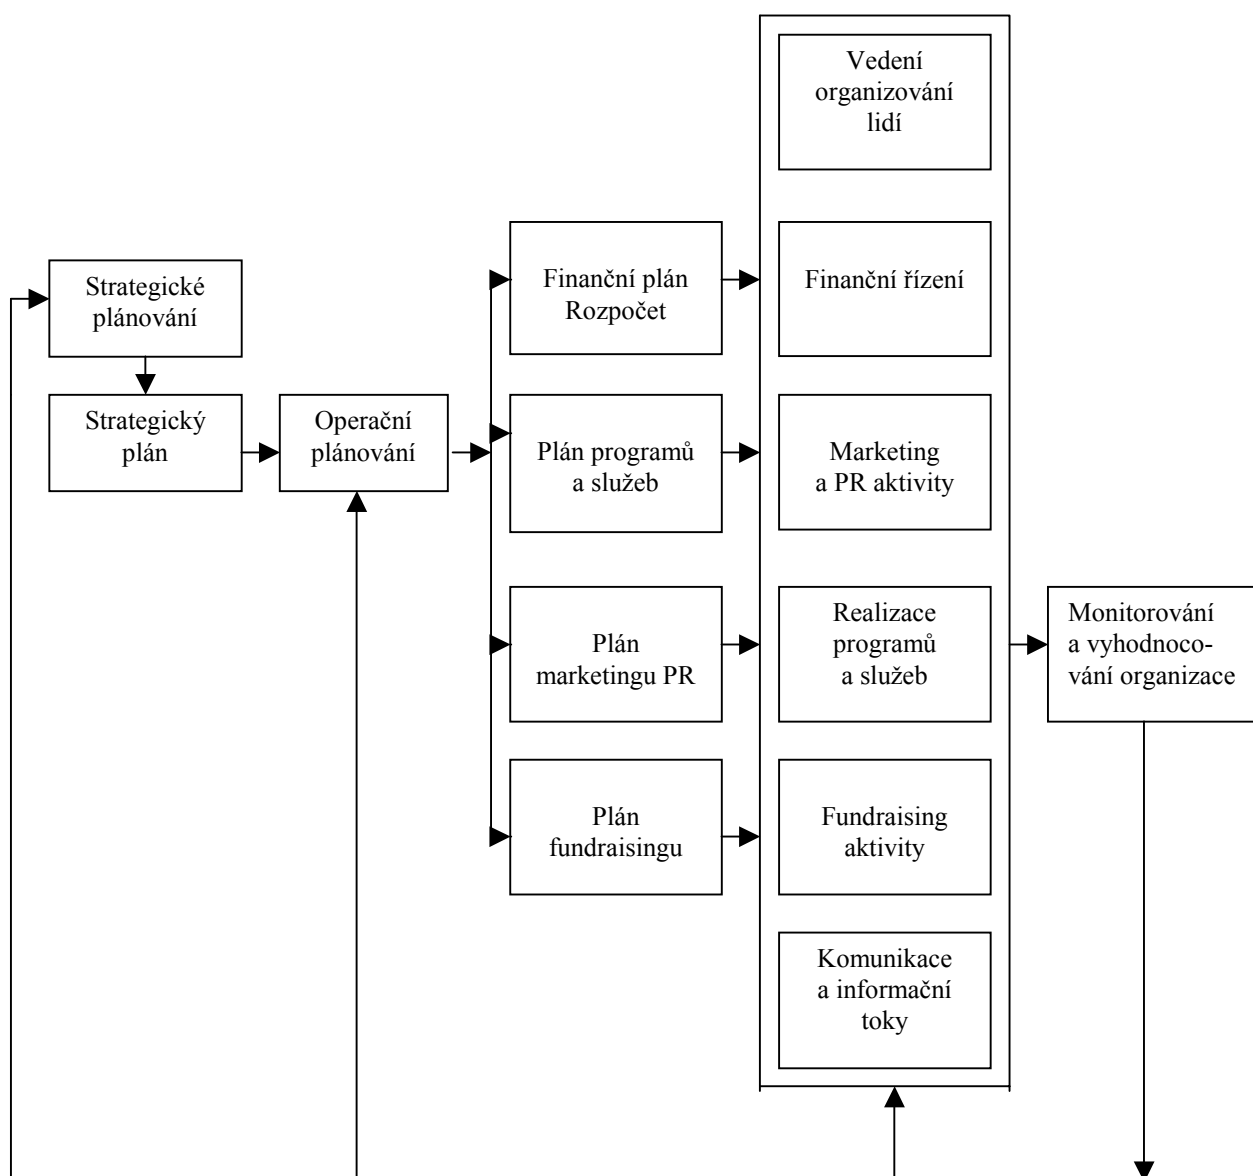 Vedení
organizování
lidí
Strategické
plánování
Strategický
plán
Operační
plánování
Finanční plán
Rozpočet
Plán programů
a služeb
Plán
marketingu PR
Plán
fundraisingu
Finanční řízení
Marketing
a PR aktivity
Realizace
programů
a služeb
Fundraising
aktivity
Komunikace
a informační
toky
Monitorování
a vyhodnoco-
vání organizace